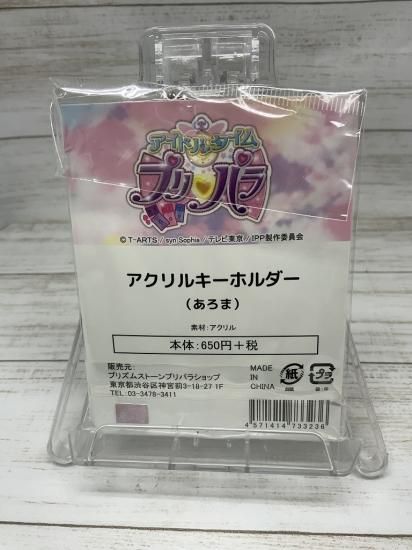 アイドルタイム
プリパラ
© T-ARTS / syn Sophia / テレビ東京 / IPP製作委員会
アクリルキーホルダー
(あろま)
素材:アクリル
本体:650円+税
販売元:
プリズムストーンプリパラショップ
東京都渋谷区神宮前3-18-27 1F
TEL:03-3478-3411
MADE
IN
CHINA
紙
プラ
4571414733236